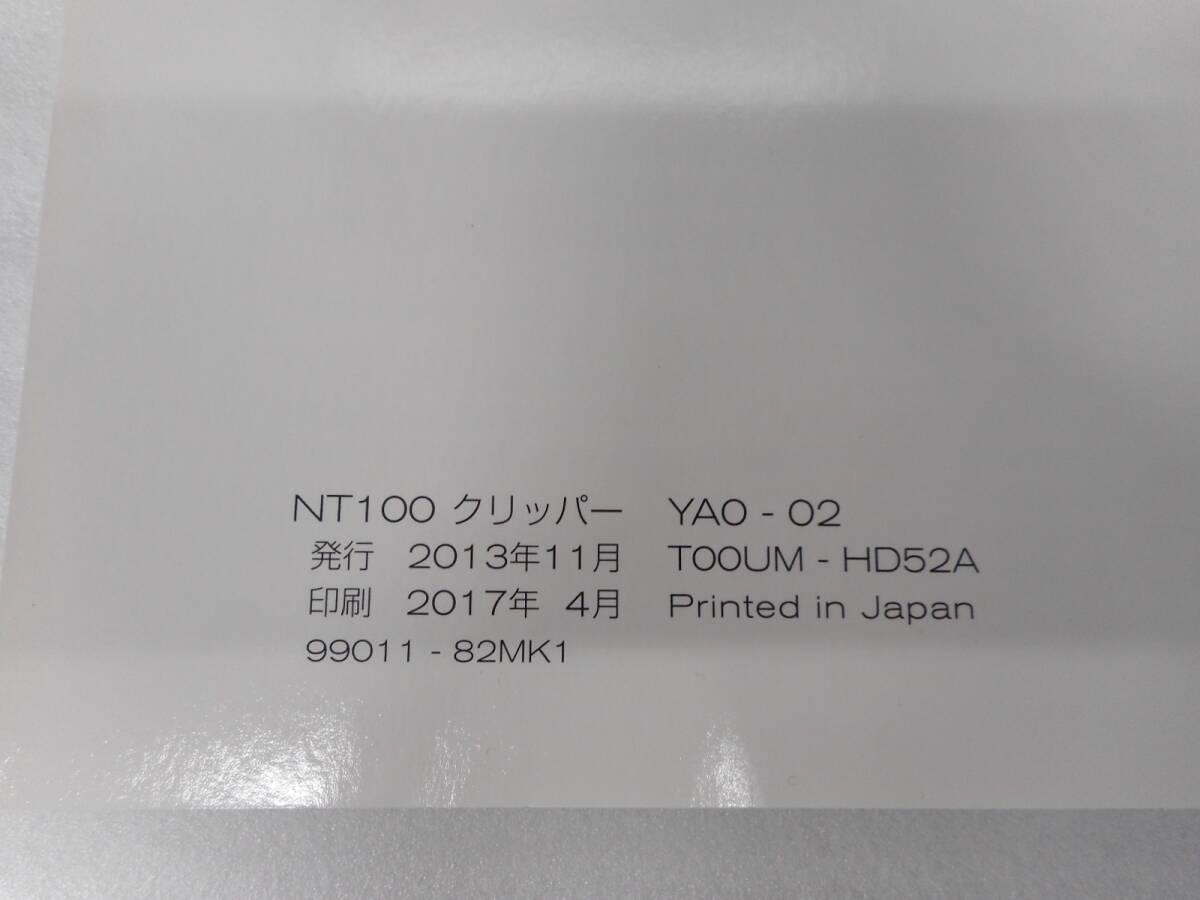 NT100 クリッパー YA0 - 02
発行 2013年11月 T00UM - HD52A
印刷 2017年 4月 Printed in Japan
99011 - 82MK1